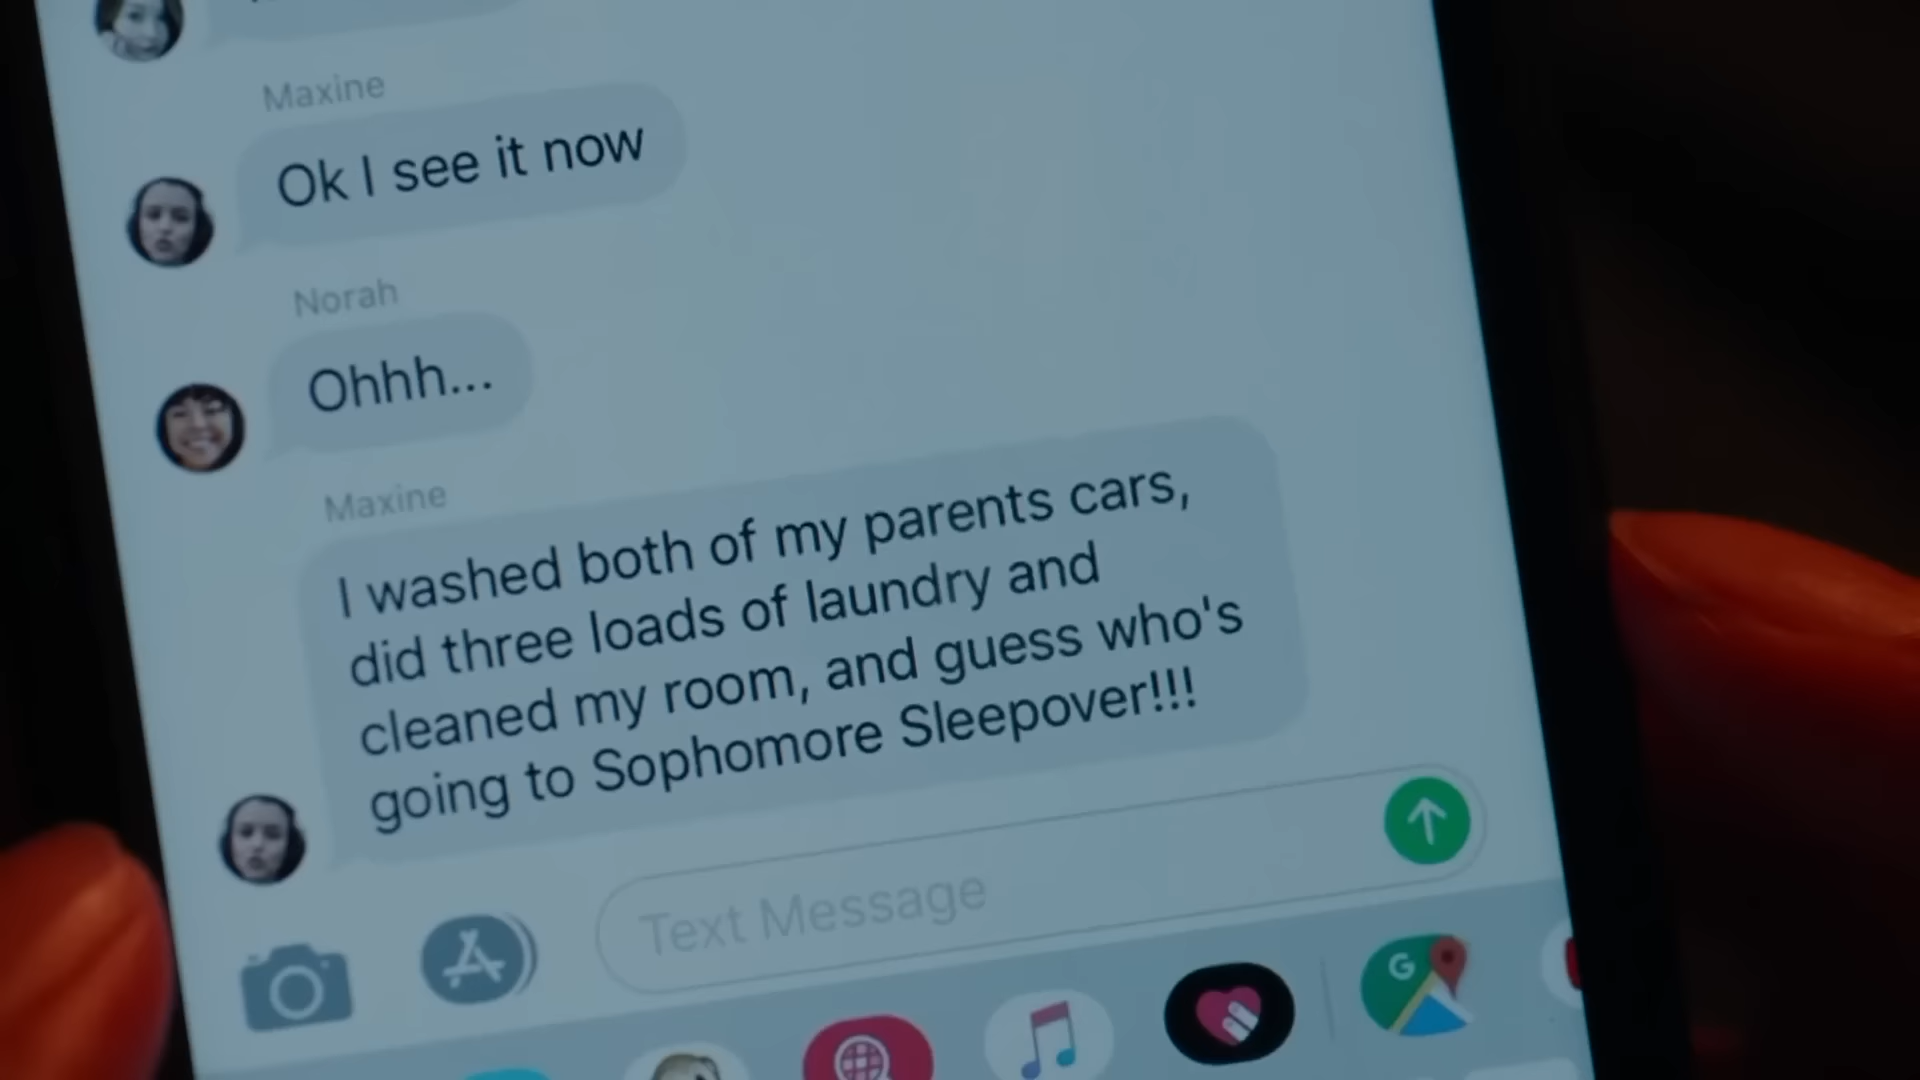 Maxine
Ok I see it now
Norah
Ohhh...
Maxine
I washed both of my parents cars,
did three loads of laundry and
cleaned my room, and guess who's
going to Sophomore Sleepover!!!
Text Message
G